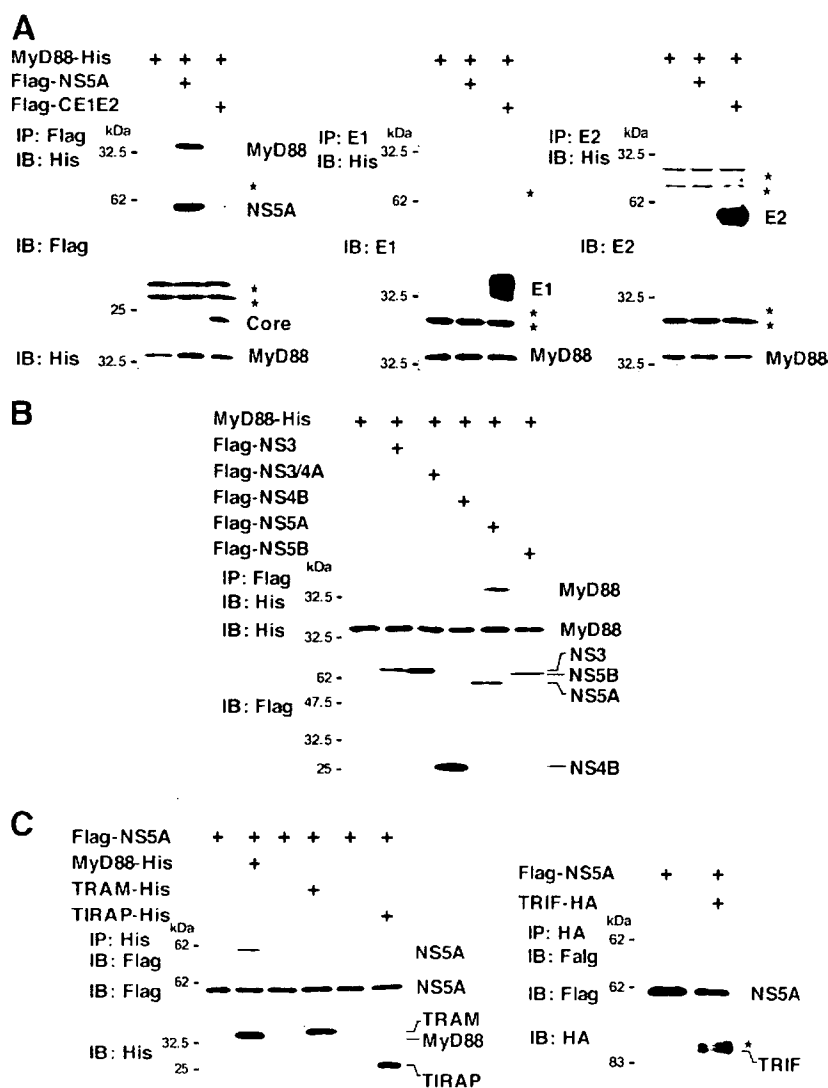 A
MyD88-His + + + + + + + + +
Flag-NS5A + + +
Flag-CE1E2 + + +
IP: Flag
IB: His
kDa
32.5 -
MyD88
*
62
NS5A
IB: Flag
*
*
25
Core
IB: His
32.5 -
MyD88
IP: E1
IB: His
kDa
32.5 -
62
*
IB: E1
32.5 -
E1
*
*
32.5 -
MyD88
IP: E2
IB: His
kDa
32.5 -
*
*
62
E2
IB: E2
32.5 -
*
*
32.5 -
MyD88
B
MyD88-His + + + + + +
Flag-NS3 +
Flag-NS3/4A +
Flag-NS4B +
Flag-NS5A +
Flag-NS5B +
IP: Flag
IB: His
kDa
32.5 -
MyD88
IB: His
32.5 -
MyD88
NS3
62 -
NS5B
NS5A
47.5 -
IB: Flag
32.5 -
25 -
NS4B
C
Flag-NS5A + + + + + +
MyD88-His +
TRAM-His +
TIRAP-His +
IP: His
IB: Flag
kDa
62 -
NS5A
IB: Flag
62 -
NS5A
TRAM
32.5 -
MyD88
IB: His
25 -
TIRAP
Flag-NS5A + +
TRIF-HA +
IP: HA
IB: Falg
kDa
62 -
IB: Flag
62 -
NS5A
IB: HA
*
83 -
TRIF